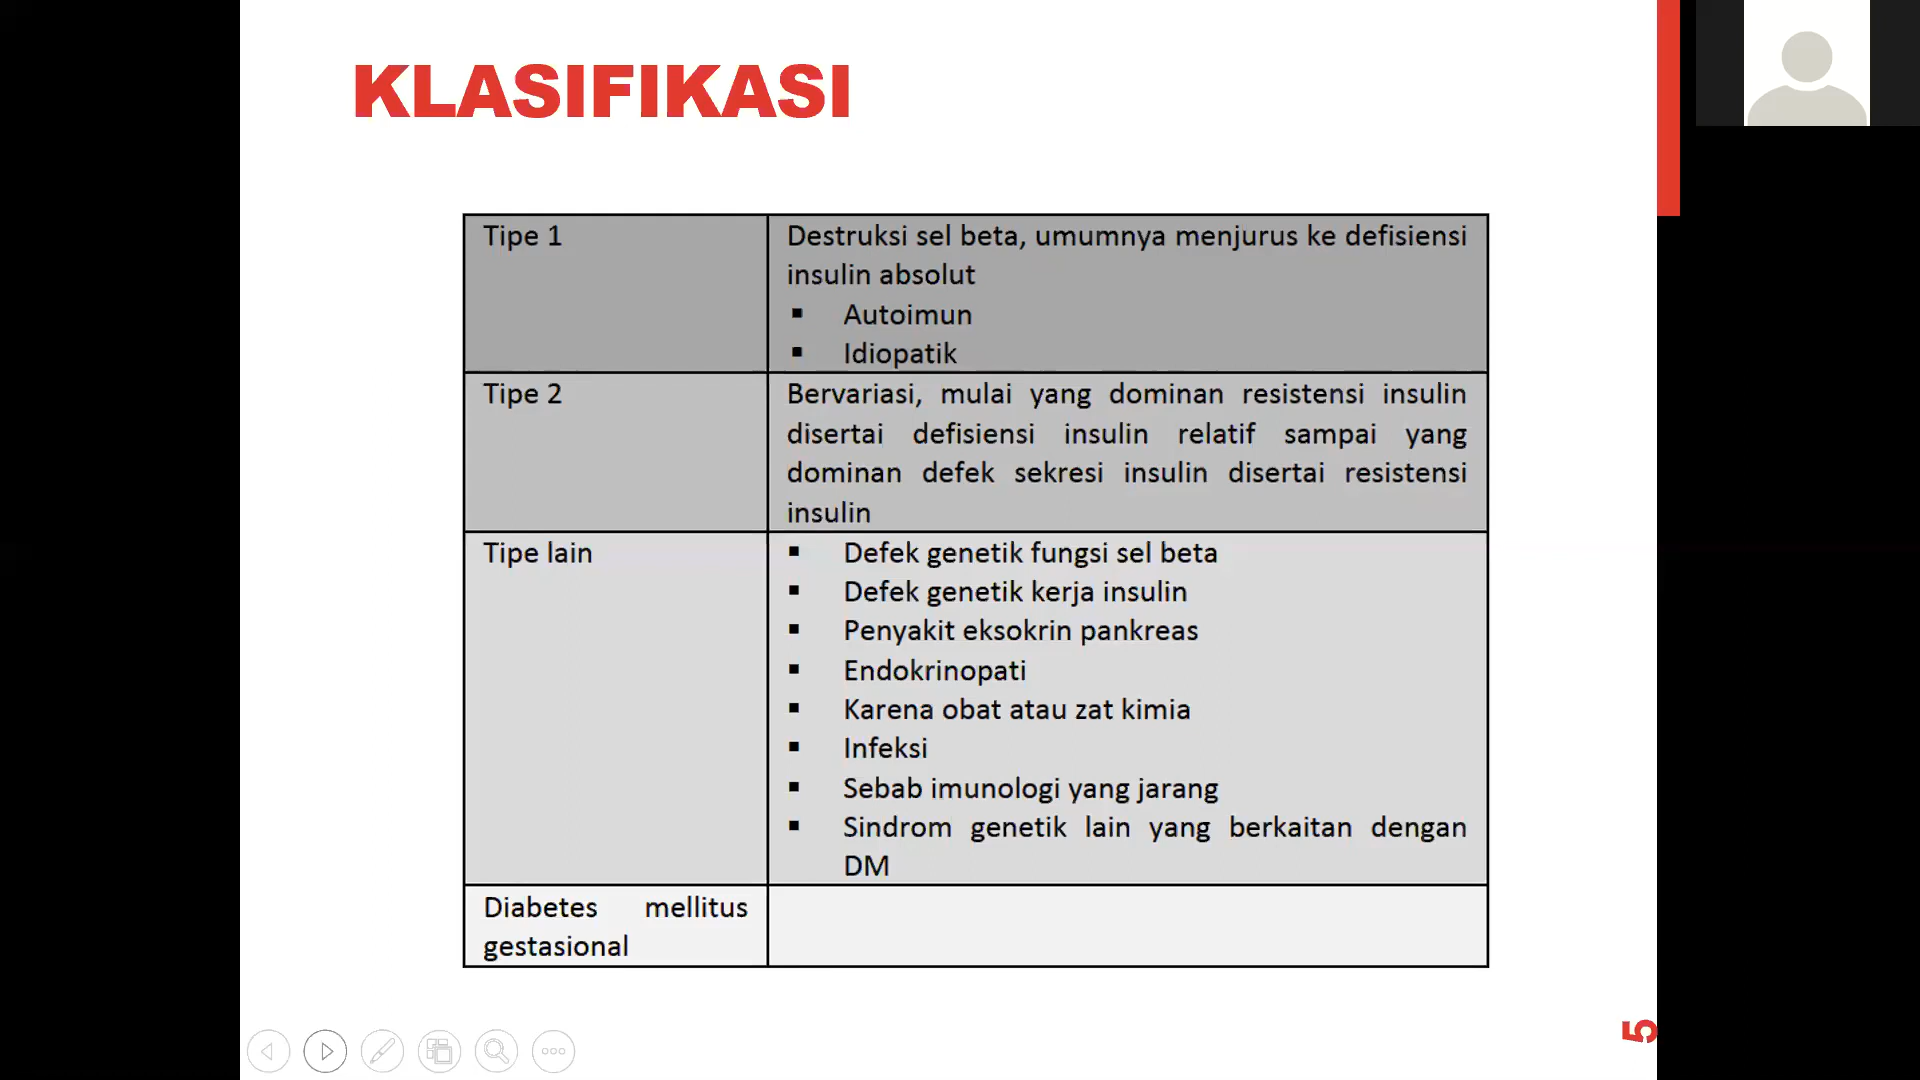 KLASIFIKASI
Tipe 1
Destruksi sel beta, umumnya menjurus ke defisiensi
insulin absolut
▪ Autoimun
▪ Idiopatik
Tipe 2
Bervariasi, mulai yang dominan resistensi insulin
disertai defisiensi insulin relatif sampai yang
dominan defek sekresi insulin disertai resistensi
insulin
Tipe lain
▪ Defek genetik fungsi sel beta
▪ Defek genetik kerja insulin
▪ Penyakit eksokrin pankreas
▪ Endokrinopati
▪ Karena obat atau zat kimia
▪ Infeksi
▪ Sebab imunologi yang jarang
▪ Sindrom genetik lain yang berkaitan dengan
DM
Diabetes mellitus
gestasional
5